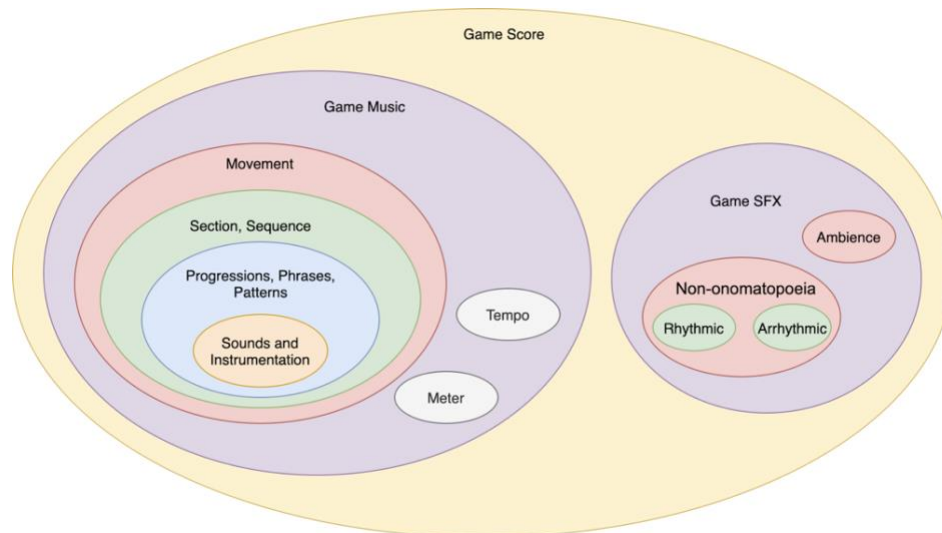 Game Score
Game Music
Movement
Section, Sequence
Progressions, Phrases,
Patterns
Sounds and
Instrumentation
Tempo
Meter
Game SFX
Ambience
Non-onomatopoeia
Rhythmic
Arrhythmic